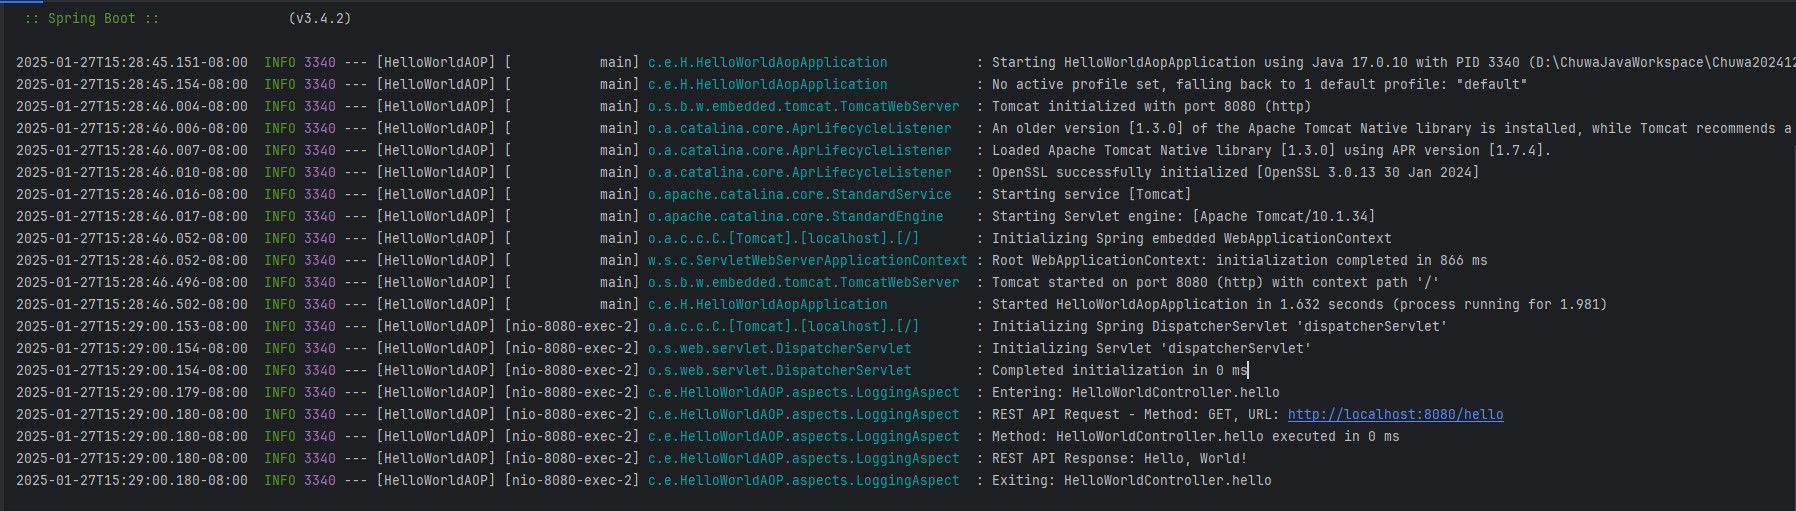 :: Spring Boot ::                (v3.4.2)
2025-01-27T15:28:45.151-08:00  INFO 3340 --- [HelloWorldAOP] [           main] c.e.H.HelloWorldAopApplication           : Starting HelloWorldAopApplication using Java 17.0.10 with PID 3340 (D:\ChuwaJavaWorkspace\Chuwa202412
2025-01-27T15:28:45.154-08:00  INFO 3340 --- [HelloWorldAOP] [           main] c.e.H.HelloWorldAopApplication           : No active profile set, falling back to 1 default profile: "default"
2025-01-27T15:28:46.004-08:00  INFO 3340 --- [HelloWorldAOP] [           main] o.s.b.w.embedded.tomcat.TomcatWebServer  : Tomcat initialized with port 8080 (http)
2025-01-27T15:28:46.006-08:00  INFO 3340 --- [HelloWorldAOP] [           main] o.a.catalina.core.AprLifecycleListener   : An older version [1.3.0] of the Apache Tomcat Native library is installed, while Tomcat recommends a
2025-01-27T15:28:46.007-08:00  INFO 3340 --- [HelloWorldAOP] [           main] o.a.catalina.core.AprLifecycleListener   : Loaded Apache Tomcat Native library [1.3.0] using APR version [1.7.4].
2025-01-27T15:28:46.010-08:00  INFO 3340 --- [HelloWorldAOP] [           main] o.a.catalina.core.AprLifecycleListener   : OpenSSL successfully initialized [OpenSSL 3.0.13 30 Jan 2024]
2025-01-27T15:28:46.016-08:00  INFO 3340 --- [HelloWorldAOP] [           main] o.apache.catalina.core.StandardService   : Starting service [Tomcat]
2025-01-27T15:28:46.017-08:00  INFO 3340 --- [HelloWorldAOP] [           main] o.apache.catalina.core.StandardEngine    : Starting Servlet engine: [Apache Tomcat/10.1.34]
2025-01-27T15:28:46.052-08:00  INFO 3340 --- [HelloWorldAOP] [           main] o.a.c.c.C.[Tomcat].[localhost].[/]       : Initializing Spring embedded WebApplicationContext
2025-01-27T15:28:46.052-08:00  INFO 3340 --- [HelloWorldAOP] [           main] w.s.c.ServletWebServerApplicationContext : Root WebApplicationContext: initialization completed in 866 ms
2025-01-27T15:28:46.496-08:00  INFO 3340 --- [HelloWorldAOP] [           main] o.s.b.w.embedded.tomcat.TomcatWebServer  : Tomcat started on port 8080 (http) with context path '/'
2025-01-27T15:28:46.502-08:00  INFO 3340 --- [HelloWorldAOP] [           main] c.e.H.HelloWorldAopApplication           : Started HelloWorldAopApplication in 1.632 seconds (process running for 1.981)
2025-01-27T15:29:00.153-08:00  INFO 3340 --- [HelloWorldAOP] [nio-8080-exec-2] o.a.c.c.C.[Tomcat].[localhost].[/]       : Initializing Spring DispatcherServlet 'dispatcherServlet'
2025-01-27T15:29:00.154-08:00  INFO 3340 --- [HelloWorldAOP] [nio-8080-exec-2] o.s.web.servlet.DispatcherServlet        : Initializing Servlet 'dispatcherServlet'
2025-01-27T15:29:00.154-08:00  INFO 3340 --- [HelloWorldAOP] [nio-8080-exec-2] o.s.web.servlet.DispatcherServlet        : Completed initialization in 0 ms
2025-01-27T15:29:00.179-08:00  INFO 3340 --- [HelloWorldAOP] [nio-8080-exec-2] c.e.HelloWorldAOP.aspects.LoggingAspect  : Entering: HelloWorldController.hello
2025-01-27T15:29:00.180-08:00  INFO 3340 --- [HelloWorldAOP] [nio-8080-exec-2] c.e.HelloWorldAOP.aspects.LoggingAspect  : REST API Request - Method: GET, URL: http://localhost:8080/hello
2025-01-27T15:29:00.180-08:00  INFO 3340 --- [HelloWorldAOP] [nio-8080-exec-2] c.e.HelloWorldAOP.aspects.LoggingAspect  : Method: HelloWorldController.hello executed in 0 ms
2025-01-27T15:29:00.180-08:00  INFO 3340 --- [HelloWorldAOP] [nio-8080-exec-2] c.e.HelloWorldAOP.aspects.LoggingAspect  : REST API Response: Hello, World!
2025-01-27T15:29:00.180-08:00  INFO 3340 --- [HelloWorldAOP] [nio-8080-exec-2] c.e.HelloWorldAOP.aspects.LoggingAspect  : Exiting: HelloWorldController.hello